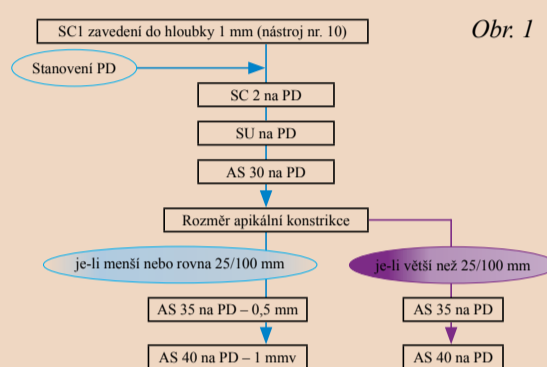 Obr. 1
SC1 zavedení do hloubky 1 mm (nástroj nr. 10)
Stanovení PD
SC 2 na PD
SU na PD
AS 30 na PD
Rozměr apikální konstrikce
je-li menší nebo rovna 25/100 mm
je-li větší než 25/100 mm
AS 35 na PD – 0,5 mm
AS 35 na PD
AS 40 na PD – 1 mmv
AS 40 na PD